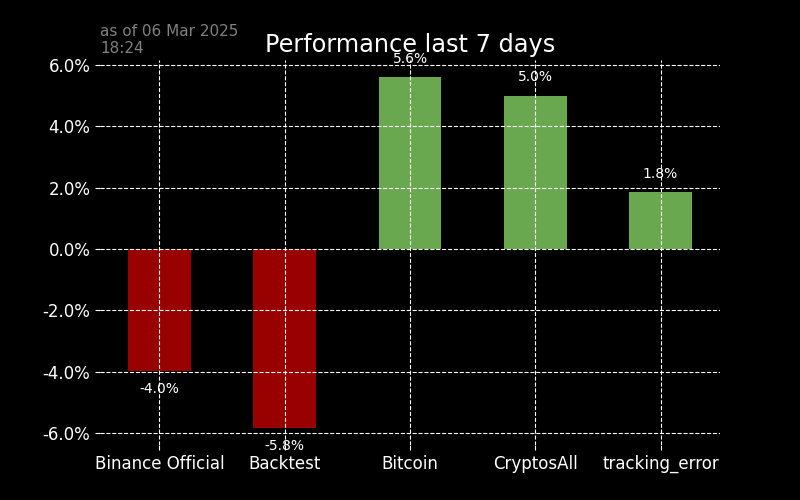 as of 06 Mar 2025
18:24
Performance last 7 days
6.0%
4.0%
2.0%
0.0%
-2.0%
-4.0%
-6.0%
-4.0%
-5.8%
5.6%
5.0%
1.8%
Binance Official
Backtest
Bitcoin
CryptosAll
tracking_error